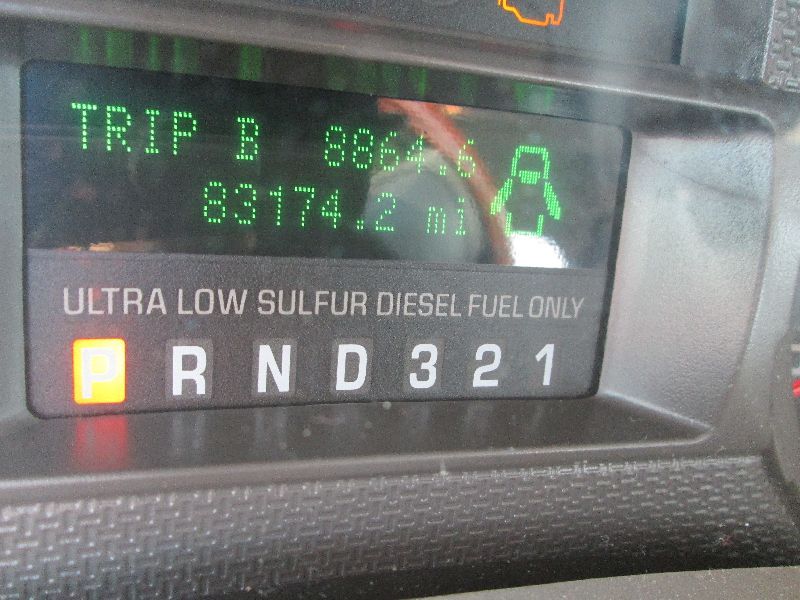 TRIP B 8864.6
83174.2 mi
ULTRA LOW SULFUR DIESEL FUEL ONLY
P R N D 3 2 1